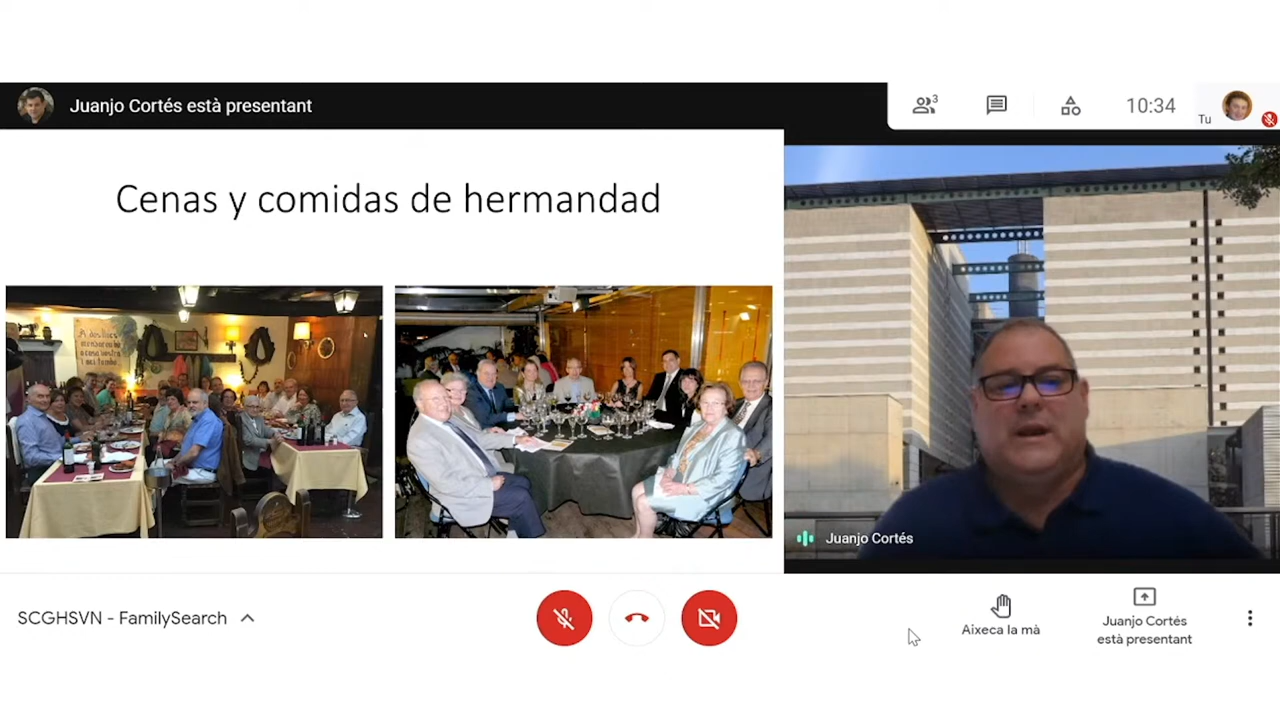 Juanjo Cortés està presentant
3
10:34
Tu
Cenas y comidas de hermandad
Juanjo Cortés
SCGHSVN - FamilySearch
Aixeca la mà
Juanjo Cortés
està presentant